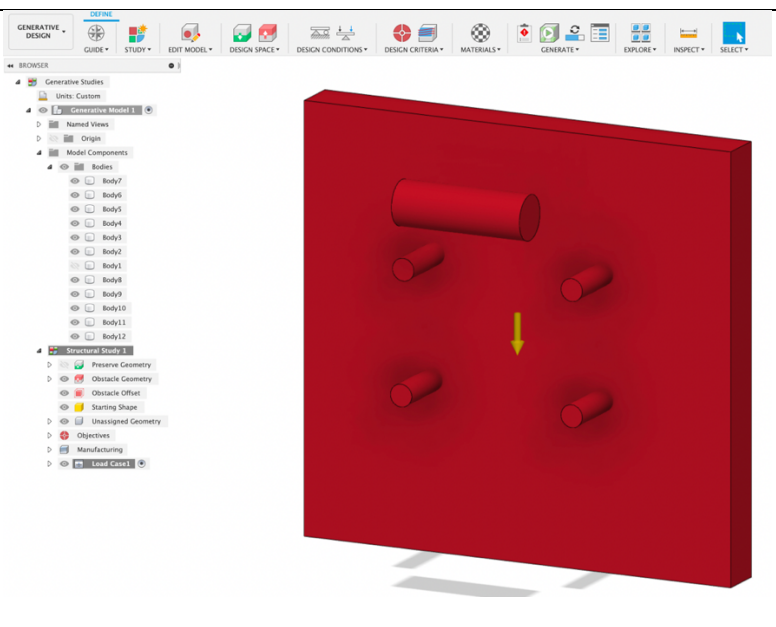 DEFINE
GENERATIVE DESIGN
GUIDE
STUDY
EDIT MODEL
DESIGN SPACE
DESIGN CONDITIONS
DESIGN CRITERIA
MATERIALS
GENERATE
EXPLORE
INSPECT
SELECT
BROWSER
Generative Studies
Units: Custom
Generative Model 1
Named Views
Origin
Model Components
Bodies
Body7
Body6
Body5
Body4
Body3
Body2
Body1
Body8
Body9
Body10
Body11
Body12
Structural Study 1
Preserve Geometry
Obstacle Geometry
Obstacle Offset
Starting Shape
Unassigned Geometry
Objectives
Manufacturing
Load Case1